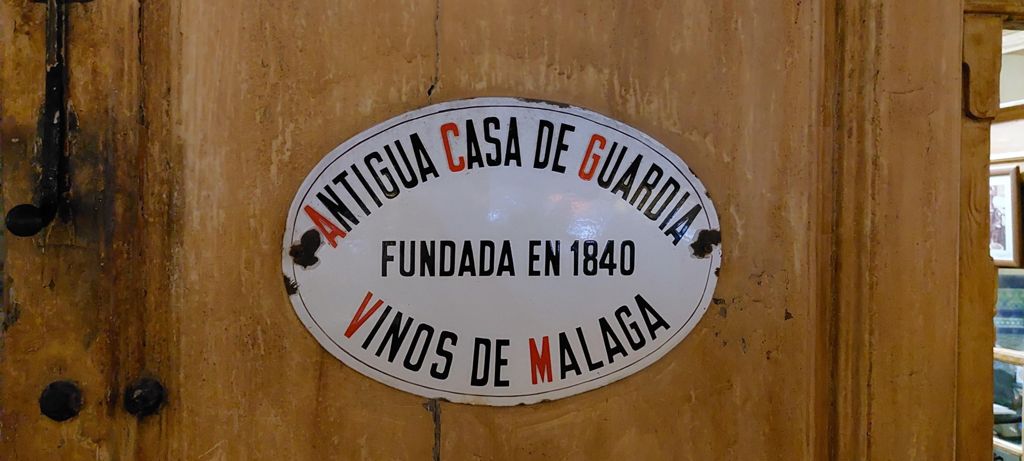 ANTIGUA CASA DE GUARDIA
FUNDADA EN 1840
VINOS DE MALAGA